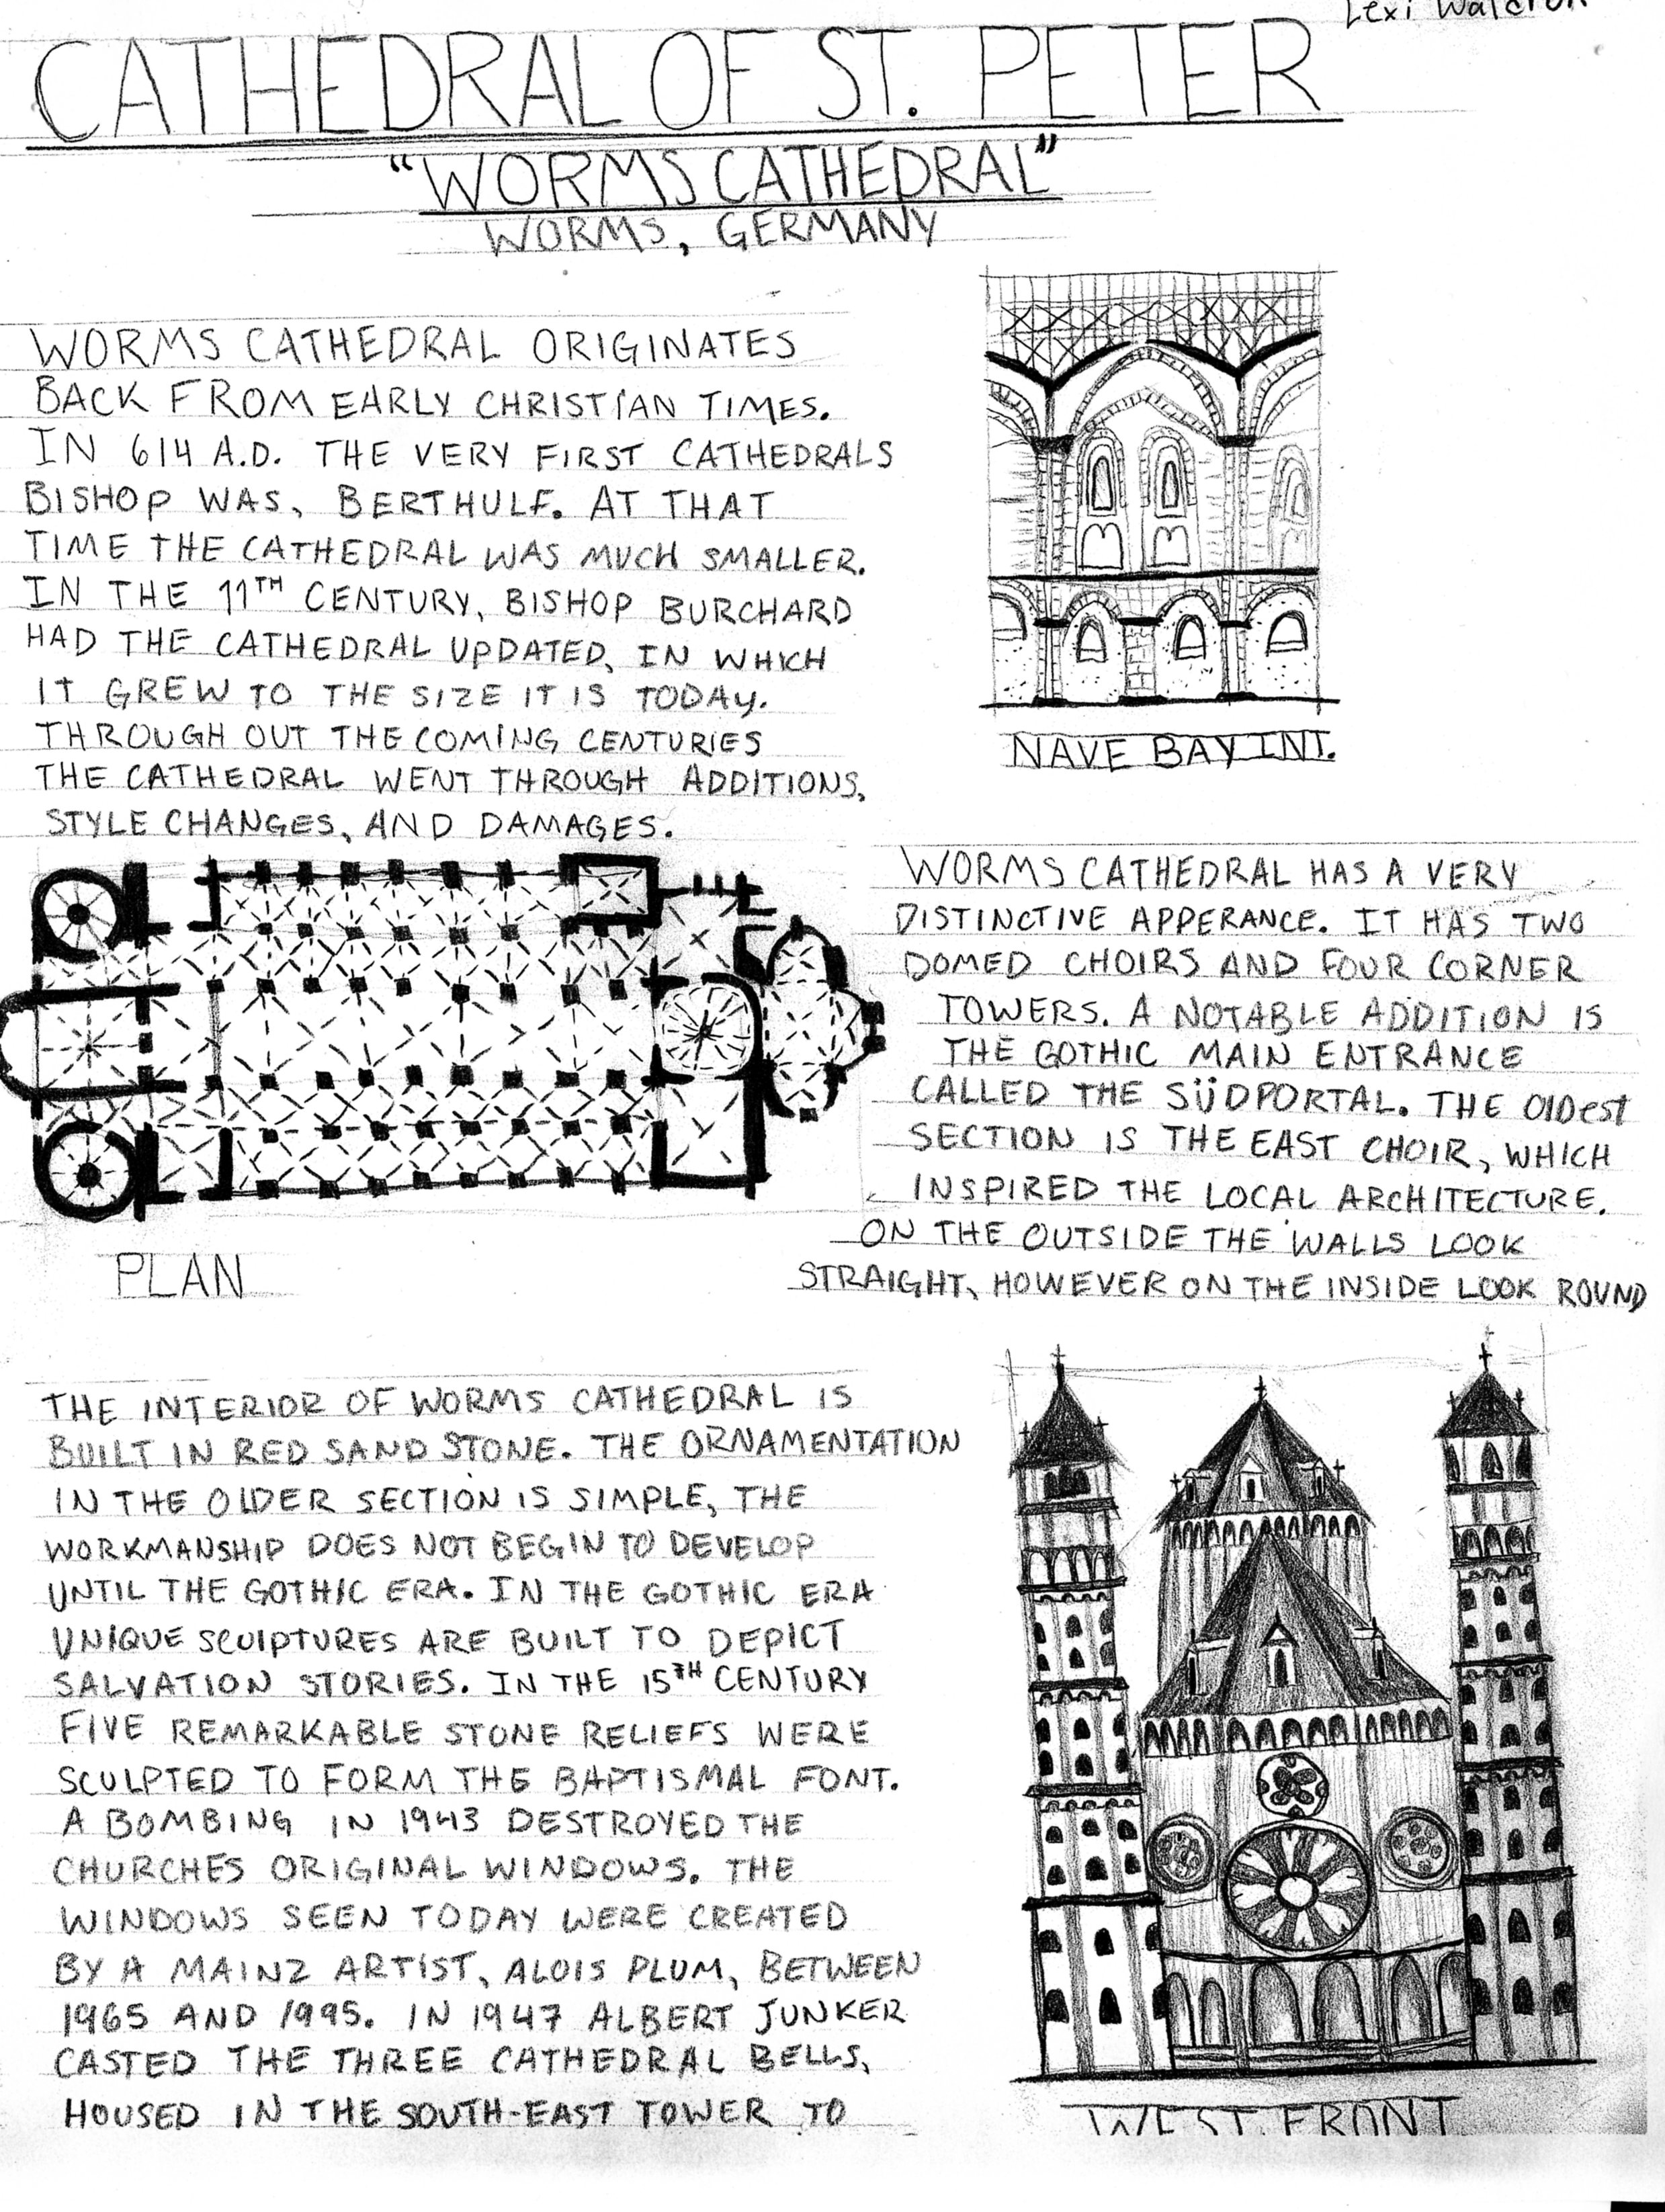 Lexi Waldron
CATHEDRAL OF ST. PETER
"WORMS CATHEDRAL"
WORMS, GERMANY
WORMS CATHEDRAL ORIGINATES
BACK FROM EARLY CHRISTIAN TIMES.
IN 614 A.D. THE VERY FIRST CATHEDRALS
BISHOP WAS, BERTHULF. AT THAT
TIME THE CATHEDRAL WAS MUCH SMALLER.
IN THE 11TH CENTURY, BISHOP BURCHARD
HAD THE CATHEDRAL UPDATED, IN WHICH
IT GREW TO THE SIZE IT IS TODAY.
THROUGH OUT THE COMING CENTURIES
THE CATHEDRAL WENT THROUGH ADDITIONS,
STYLE CHANGES, AND DAMAGES.
NAVE BAY INT.
WORMS CATHEDRAL HAS A VERY
DISTINCTIVE APPERANCE. IT HAS TWO
DOMED CHOIRS AND FOUR CORNER
TOWERS. A NOTABLE ADDITION IS
THE GOTHIC MAIN ENTRANCE
CALLED THE SÜDPORTAL. THE OlDest
SECTION IS THE EAST CHOIR, WHICH
INSPIRED THE LOCAL ARCHITECTURE.
ON THE OUTSIDE THE WALLS LOOK
STRAIGHT, HOWEVER ON THE INSIDE LOOK ROUND
PLAN
THE INTERIOR OF WORMS CATHEDRAL IS
BUILT IN RED SAND STONE. THE ORNAMENTATION
IN THE OLDER SECTION IS SIMPLE, THE
WORKMANSHIP DOES NOT BEGIN TO DEVELOP
UNTIL THE GOTHIC ERA. IN THE GOTHIC ERA
UNIQUE SCULPTURES ARE BUILT TO DEPICT
SALVATION STORIES. IN THE 15TH CENTURY
FIVE REMARKABLE STONE RELIEFS WERE
SCULPTED TO FORM THE BAPTISMAL FONT.
A BOMBING IN 1943 DESTROYED THE
CHURCHES ORIGINAL WINDOWS. THE
WINDOWS SEEN TODAY WERE CREATED
BY A MAINZ ARTIST, ALOIS PLUM, BETWEEN
1965 AND 1995. IN 1947 ALBERT JUNKER
CASTED THE THREE CATHEDRAL BELLS,
HOUSED IN THE SOUTH-EAST TOWER TO
WEST FRONT